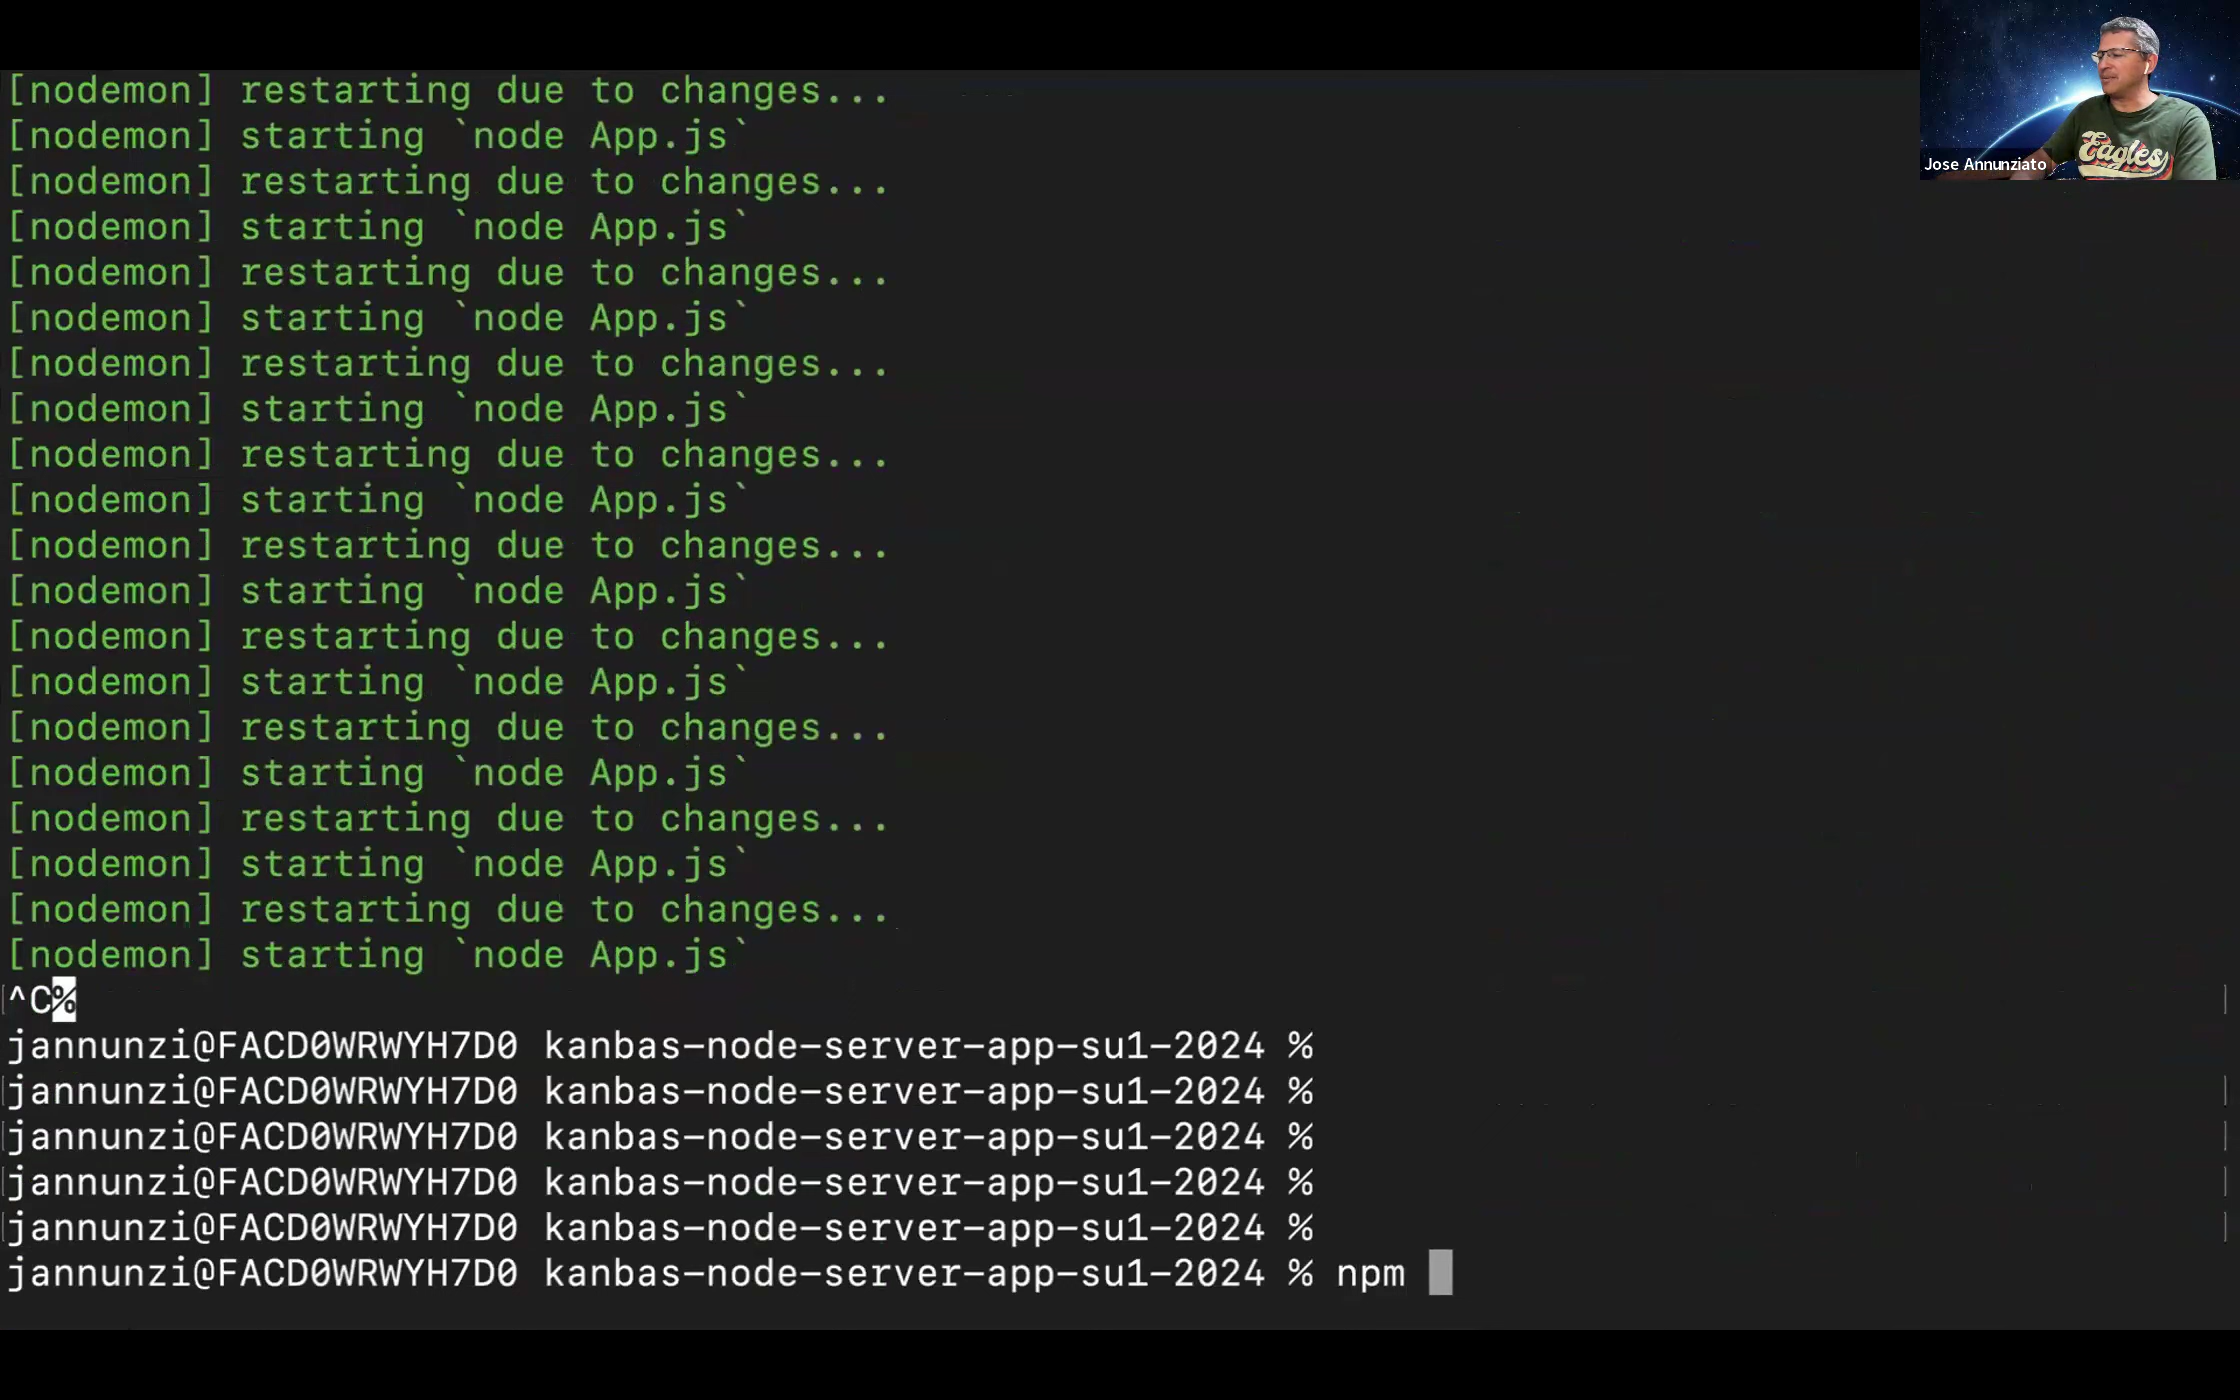 [nodemon] restarting due to changes...
[nodemon] starting `node App.js`
[nodemon] restarting due to changes...
[nodemon] starting `node App.js`
[nodemon] restarting due to changes...
[nodemon] starting `node App.js`
[nodemon] restarting due to changes...
[nodemon] starting `node App.js`
[nodemon] restarting due to changes...
[nodemon] starting `node App.js`
[nodemon] restarting due to changes...
[nodemon] starting `node App.js`
[nodemon] restarting due to changes...
[nodemon] starting `node App.js`
[nodemon] restarting due to changes...
[nodemon] starting `node App.js`
[nodemon] restarting due to changes...
[nodemon] starting `node App.js`
[nodemon] restarting due to changes...
[nodemon] starting `node App.js`
^C%
jannunzi@FACD0WRWYH7D0 kanbas-node-server-app-su1-2024 %
jannunzi@FACD0WRWYH7D0 kanbas-node-server-app-su1-2024 %
jannunzi@FACD0WRWYH7D0 kanbas-node-server-app-su1-2024 %
jannunzi@FACD0WRWYH7D0 kanbas-node-server-app-su1-2024 %
jannunzi@FACD0WRWYH7D0 kanbas-node-server-app-su1-2024 %
jannunzi@FACD0WRWYH7D0 kanbas-node-server-app-su1-2024 % npm
Jose Annunziato
Eagles